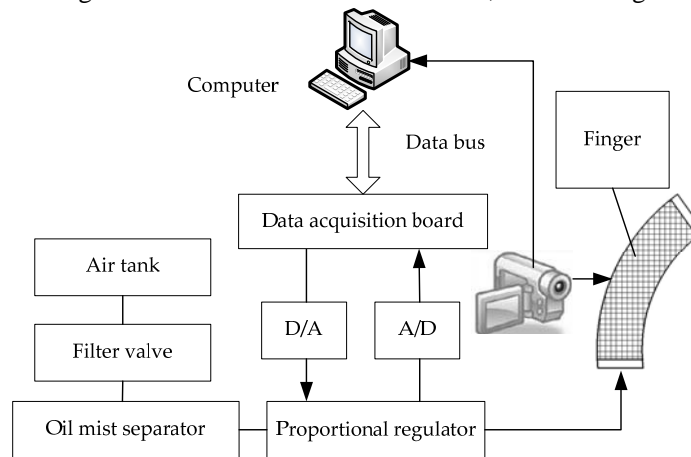 Computer
Data bus
Finger
Data acquisition board
Air tank
D/A
A/D
Filter valve
Oil mist separator
Proportional regulator